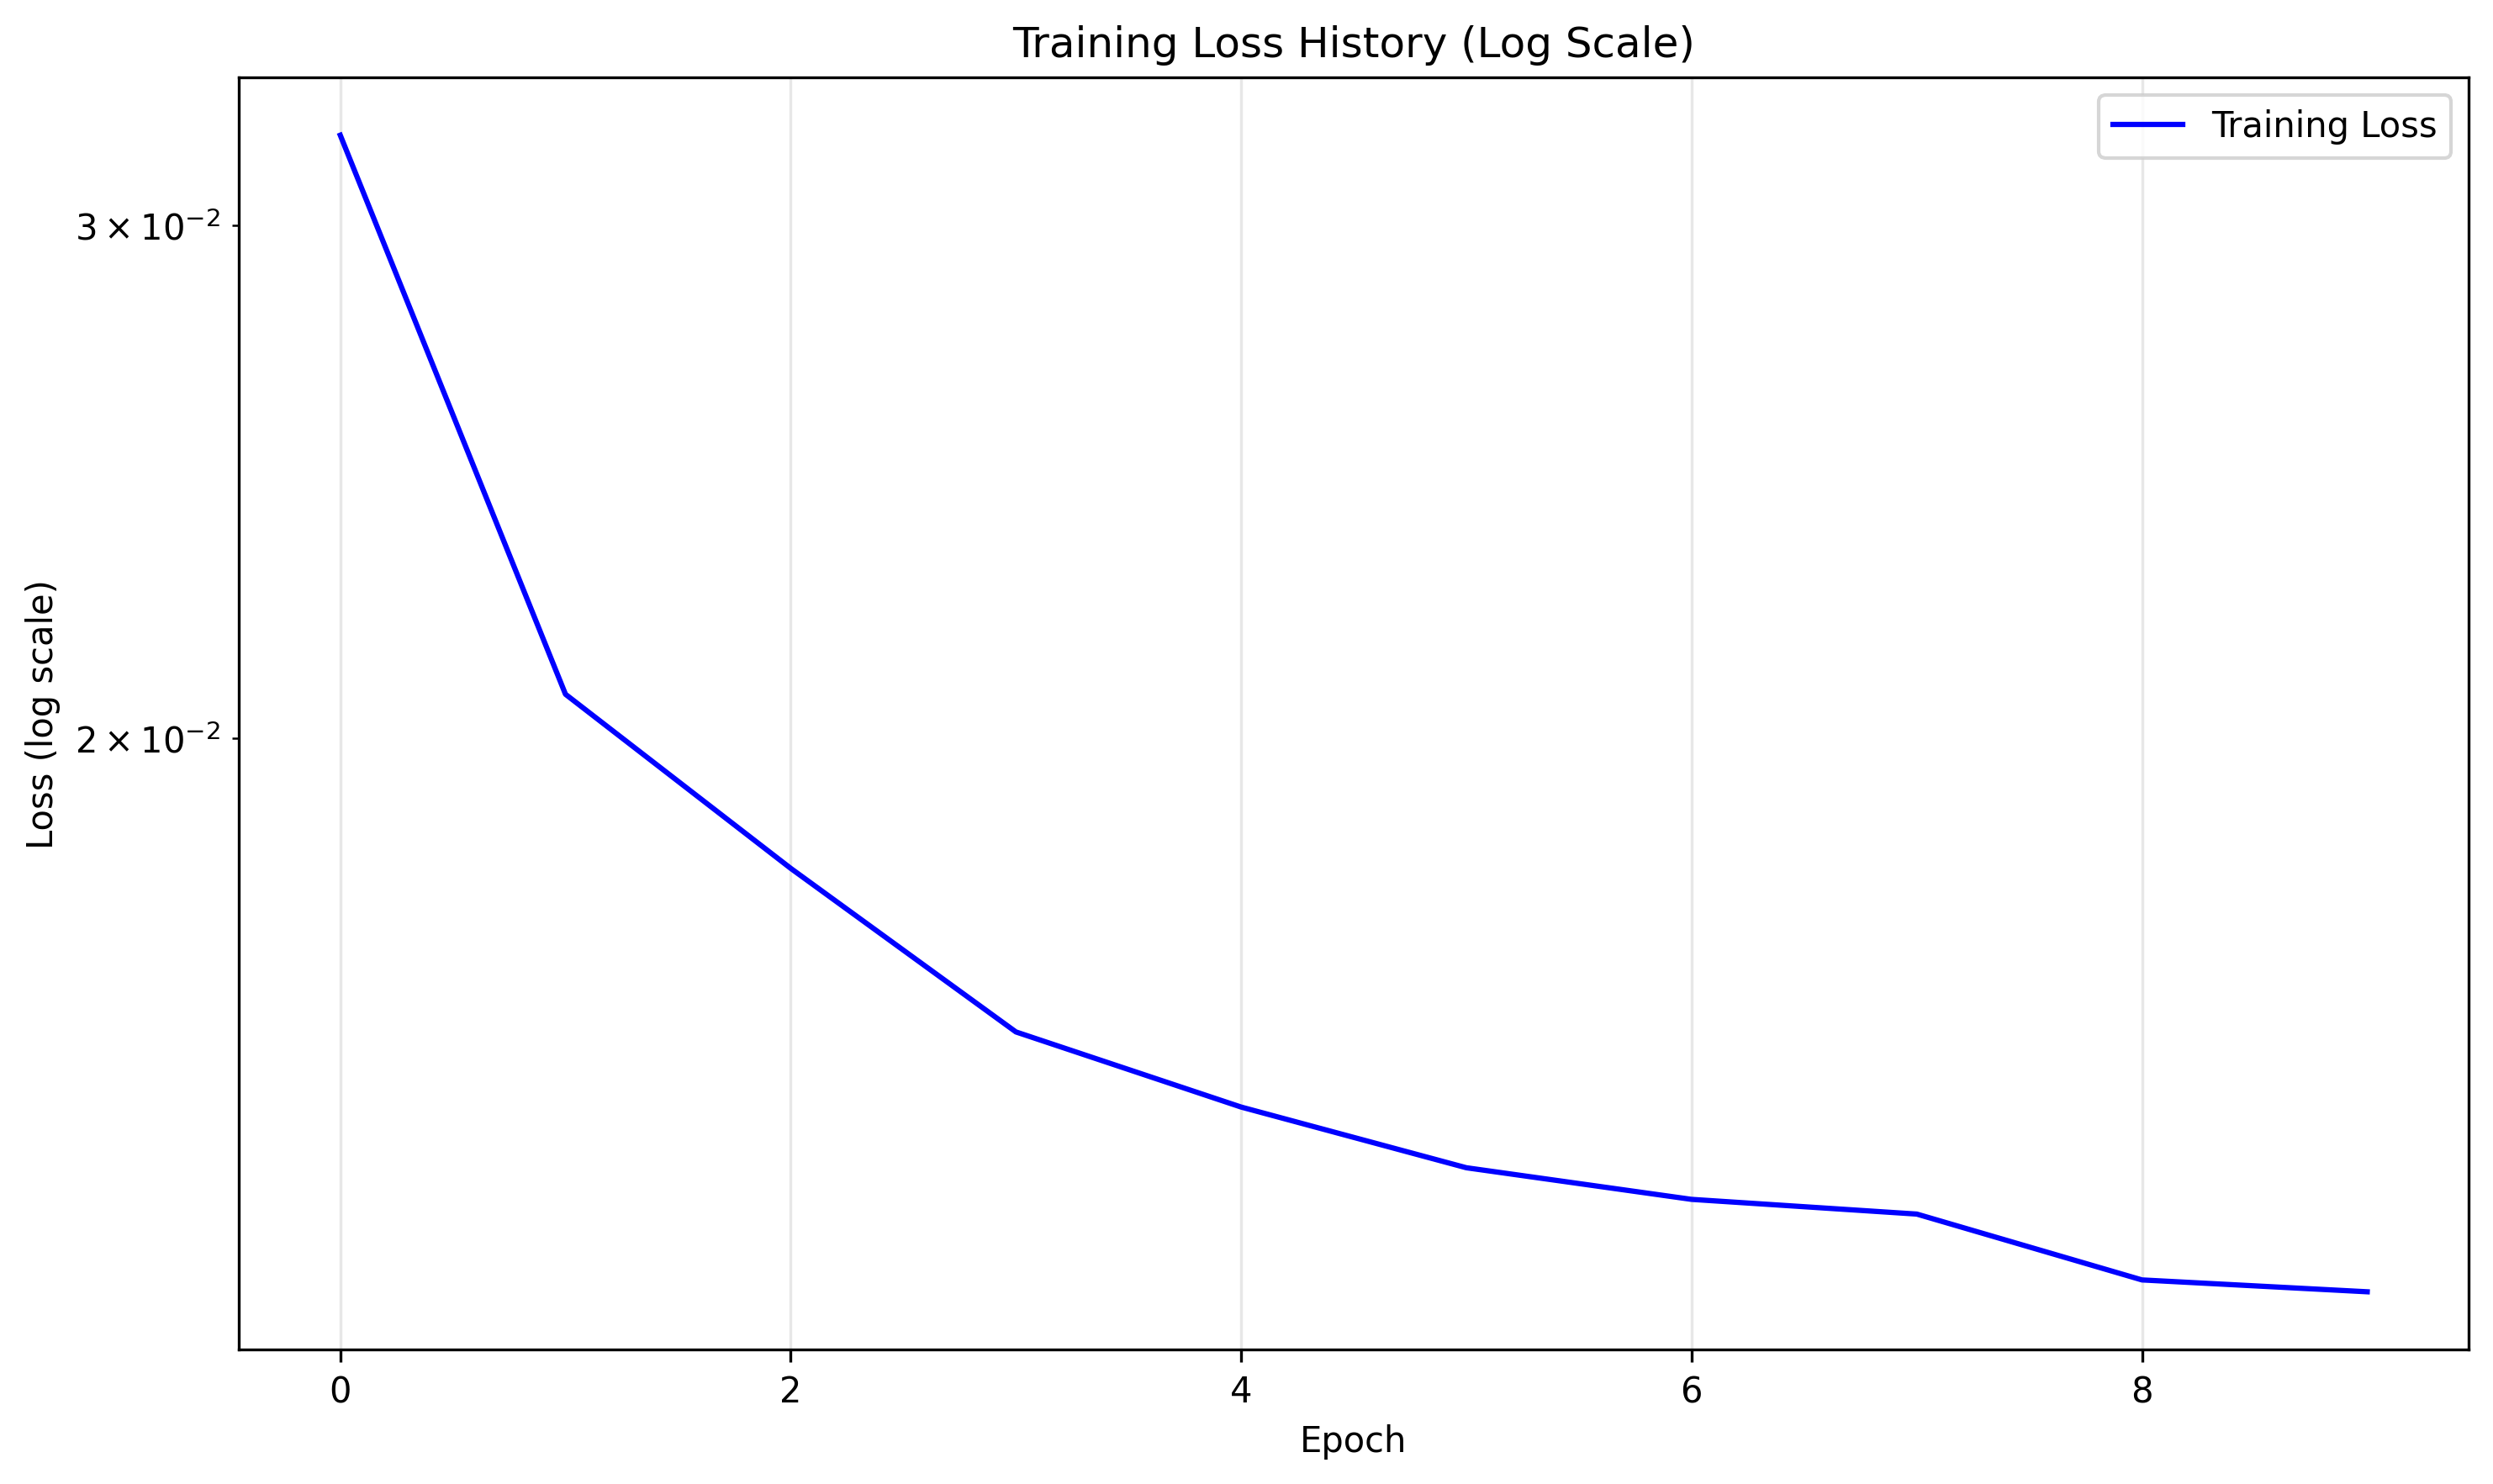 Training Loss History (Log Scale)
Training Loss
3 × 10⁻²
2 × 10⁻²
Loss (log scale)
0 2 4 6 8
Epoch